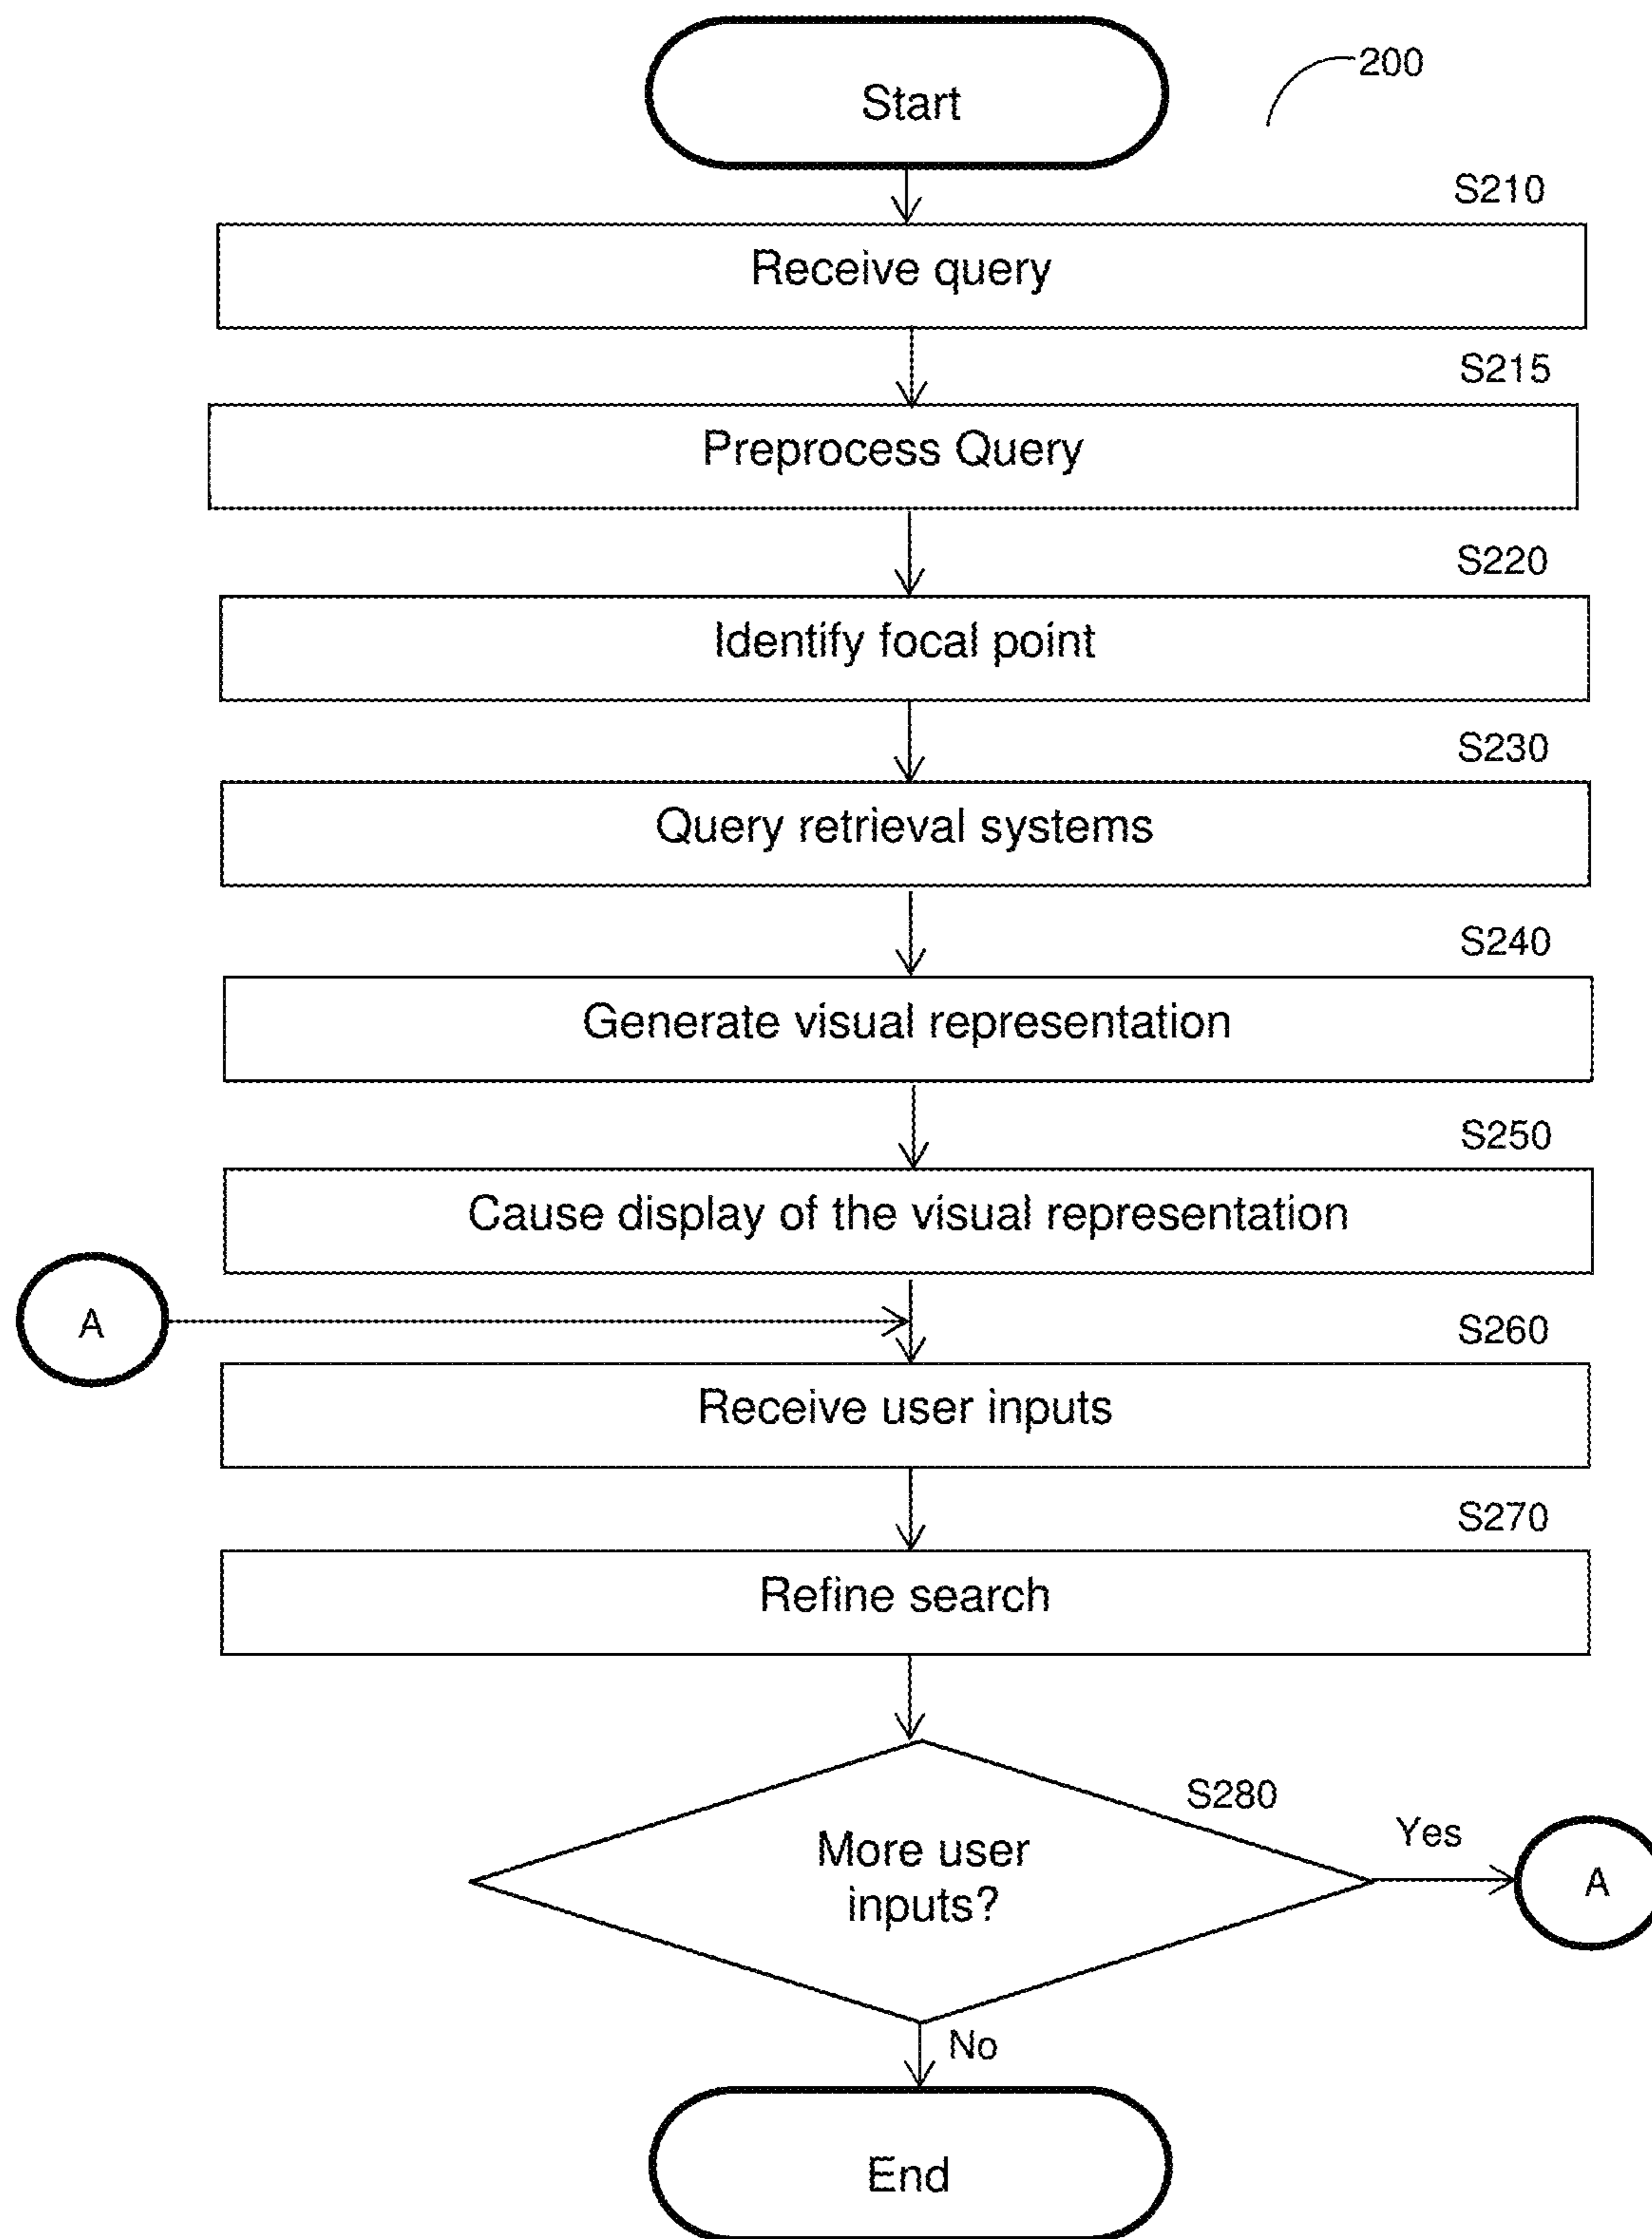 Start
200
S210
Receive query
S215
Preprocess Query
S220
Identify focal point
S230
Query retrieval systems
S240
Generate visual representation
S250
Cause display of the visual representation
A
S260
Receive user inputs
S270
Refine search
S280
More user
inputs?
Yes
A
No
End